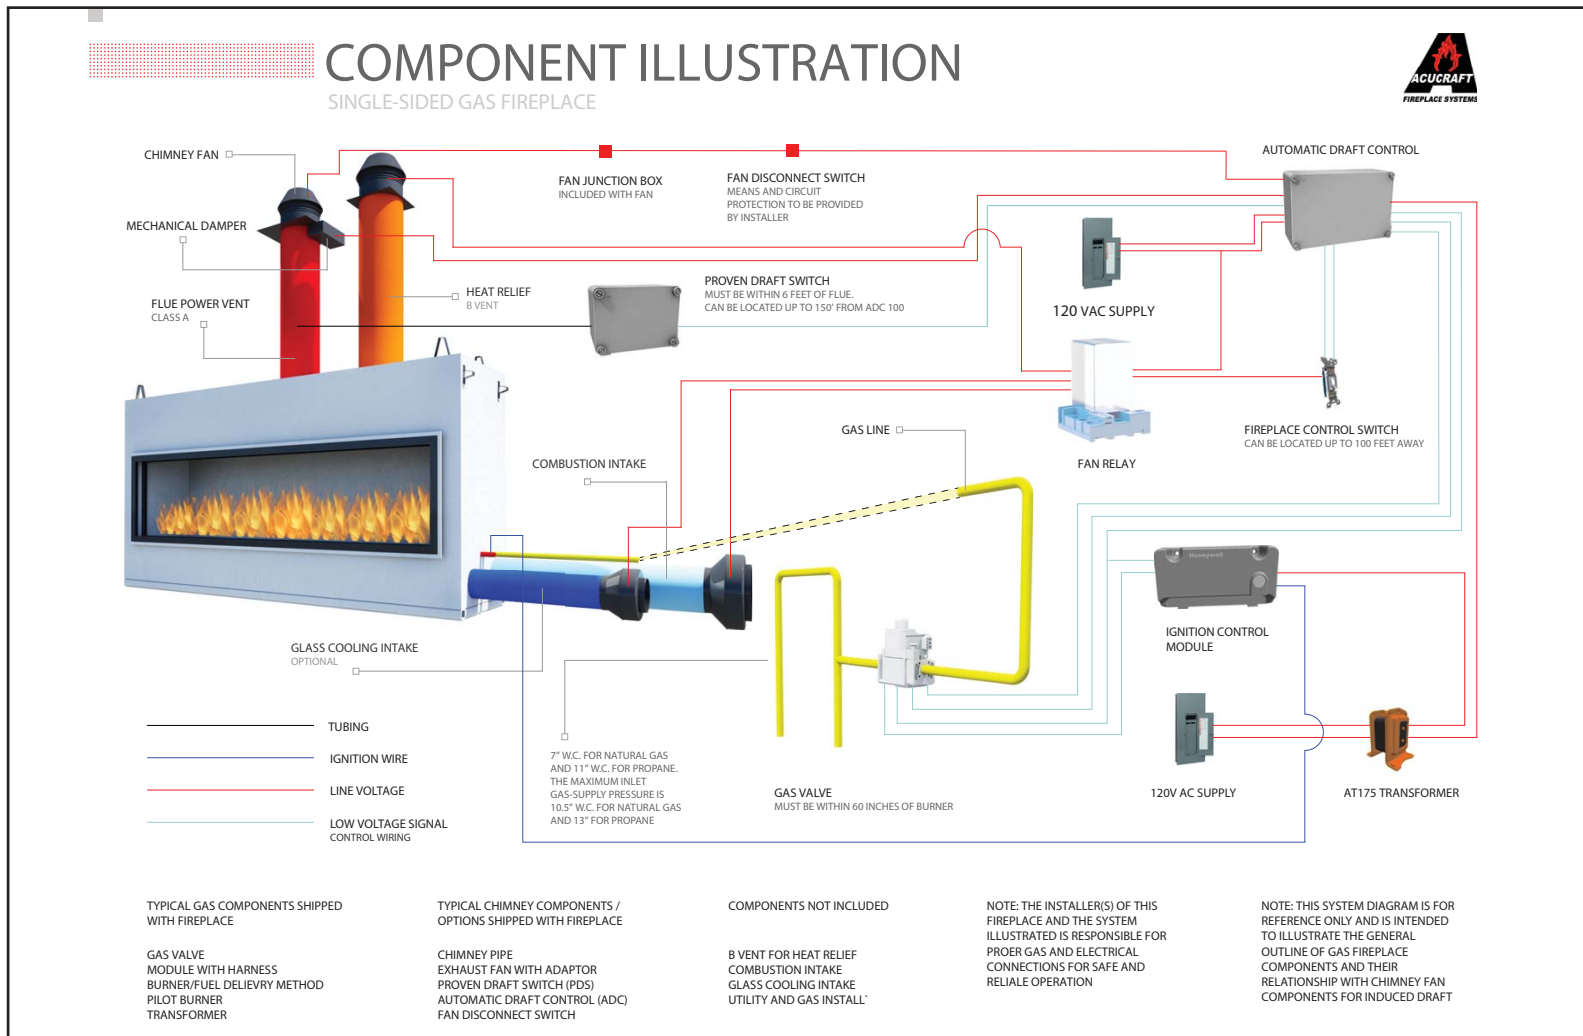 COMPONENT ILLUSTRATION
SINGLE-SIDED GAS FIREPLACE
ACUCRAFT
FIREPLACE SYSTEMS
CHIMNEY FAN
MECHANICAL DAMPER
FLUE POWER VENT
CLASS A
HEAT RELIEF
B VENT
FAN JUNCTION BOX
INCLUDED WITH FAN
FAN DISCONNECT SWITCH
MEANS AND CIRCUIT
PROTECTION TO BE PROVIDED
BY INSTALLER
AUTOMATIC DRAFT CONTROL
PROVEN DRAFT SWITCH
MUST BE WITHIN 6 FEET OF FLUE.
CAN BE LOCATED UP TO 150' FROM ADC 100
120 VAC SUPPLY
FAN RELAY
FIREPLACE CONTROL SWITCH
CAN BE LOCATED UP TO 100 FEET AWAY
GAS LINE
COMBUSTION INTAKE
GLASS COOLING INTAKE
OPTIONAL
Honeywell
IGNITION CONTROL
MODULE
7" W.C. FOR NATURAL GAS
AND 11" W.C. FOR PROPANE.
THE MAXIMUM INLET
GAS-SUPPLY PRESSURE IS
10.5" W.C. FOR NATURAL GAS
AND 13" FOR PROPANE
GAS VALVE
MUST BE WITHIN 60 INCHES OF BURNER
120V AC SUPPLY
AT175 TRANSFORMER
TUBING
IGNITION WIRE
LINE VOLTAGE
LOW VOLTAGE SIGNAL
CONTROL WIRING
TYPICAL GAS COMPONENTS SHIPPED
WITH FIREPLACE
GAS VALVE
MODULE WITH HARNESS
BURNER/FUEL DELIEVRY METHOD
PILOT BURNER
TRANSFORMER
TYPICAL CHIMNEY COMPONENTS /
OPTIONS SHIPPED WITH FIREPLACE
CHIMNEY PIPE
EXHAUST FAN WITH ADAPTOR
PROVEN DRAFT SWITCH (PDS)
AUTOMATIC DRAFT CONTROL (ADC)
FAN DISCONNECT SWITCH
COMPONENTS NOT INCLUDED
B VENT FOR HEAT RELIEF
COMBUSTION INTAKE
GLASS COOLING INTAKE
UTILITY AND GAS INSTALL`
NOTE: THE INSTALLER(S) OF THIS
FIREPLACE AND THE SYSTEM
ILLUSTRATED IS RESPONSIBLE FOR
PROER GAS AND ELECTRICAL
CONNECTIONS FOR SAFE AND
RELIALE OPERATION
NOTE: THIS SYSTEM DIAGRAM IS FOR
REFERENCE ONLY AND IS INTENDED
TO ILLUSTRATE THE GENERAL
OUTLINE OF GAS FIREPLACE
COMPONENTS AND THEIR
RELATIONSHIP WITH CHIMNEY FAN
COMPONENTS FOR INDUCED DRAFT